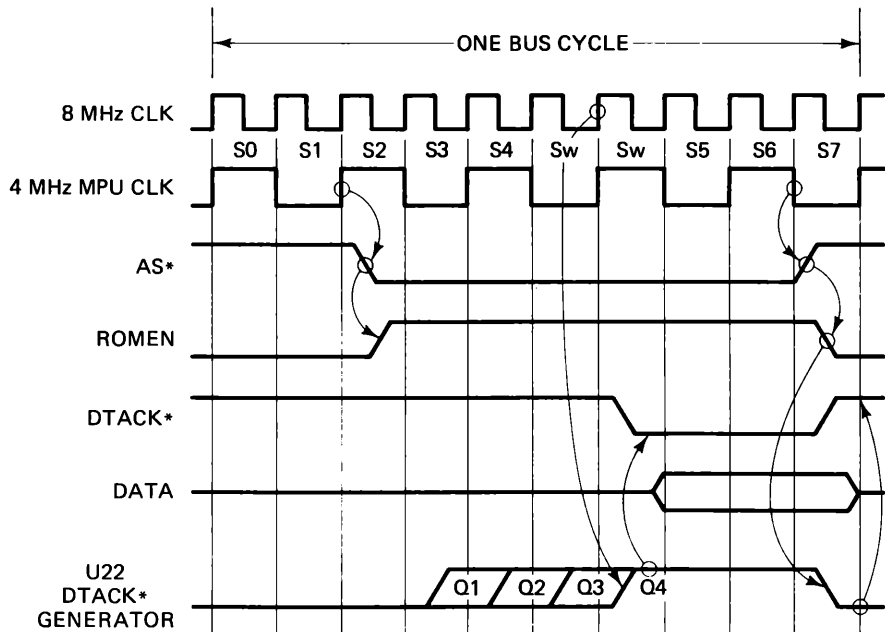 ONE BUS CYCLE
8 MHz CLK
S0 S1 S2 S3 S4 Sw Sw S5 S6 S7
4 MHz MPU CLK
AS*
ROMEN
DTACK*
DATA
U22
DTACK*
GENERATOR
Q1 Q2 Q3 Q4